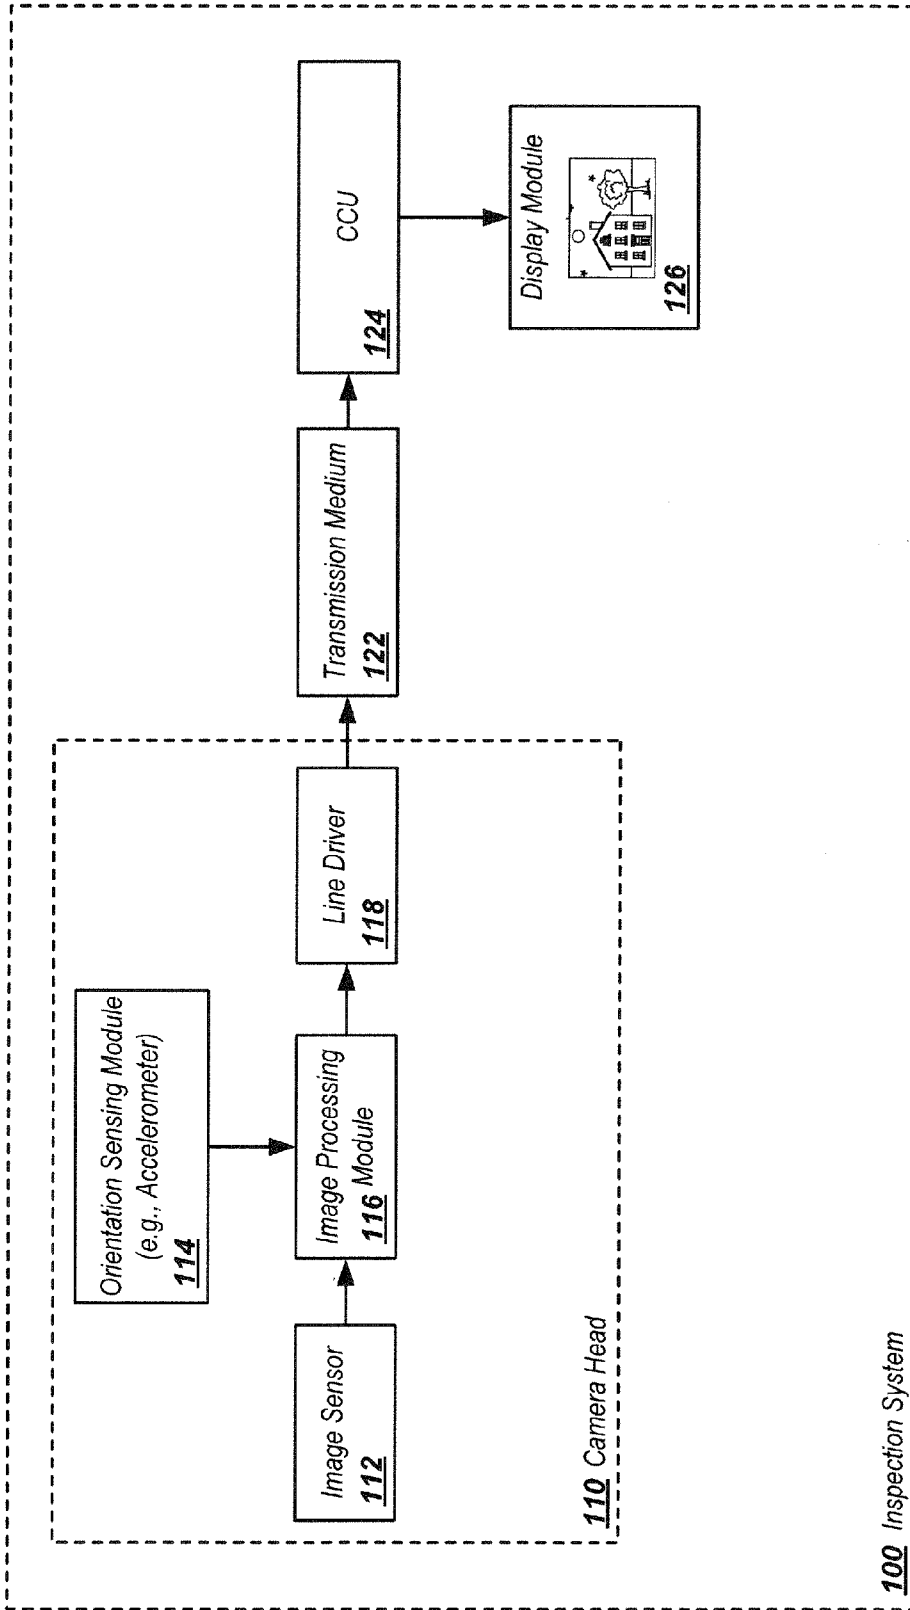 Orientation Sensing Module
(e.g., Accelerometer)
114
Image Sensor
112
Image Processing
116 Module
Line Driver
118
Transmission Medium
122
CCU
124
Display Module
126
110 Camera Head
100 Inspection System